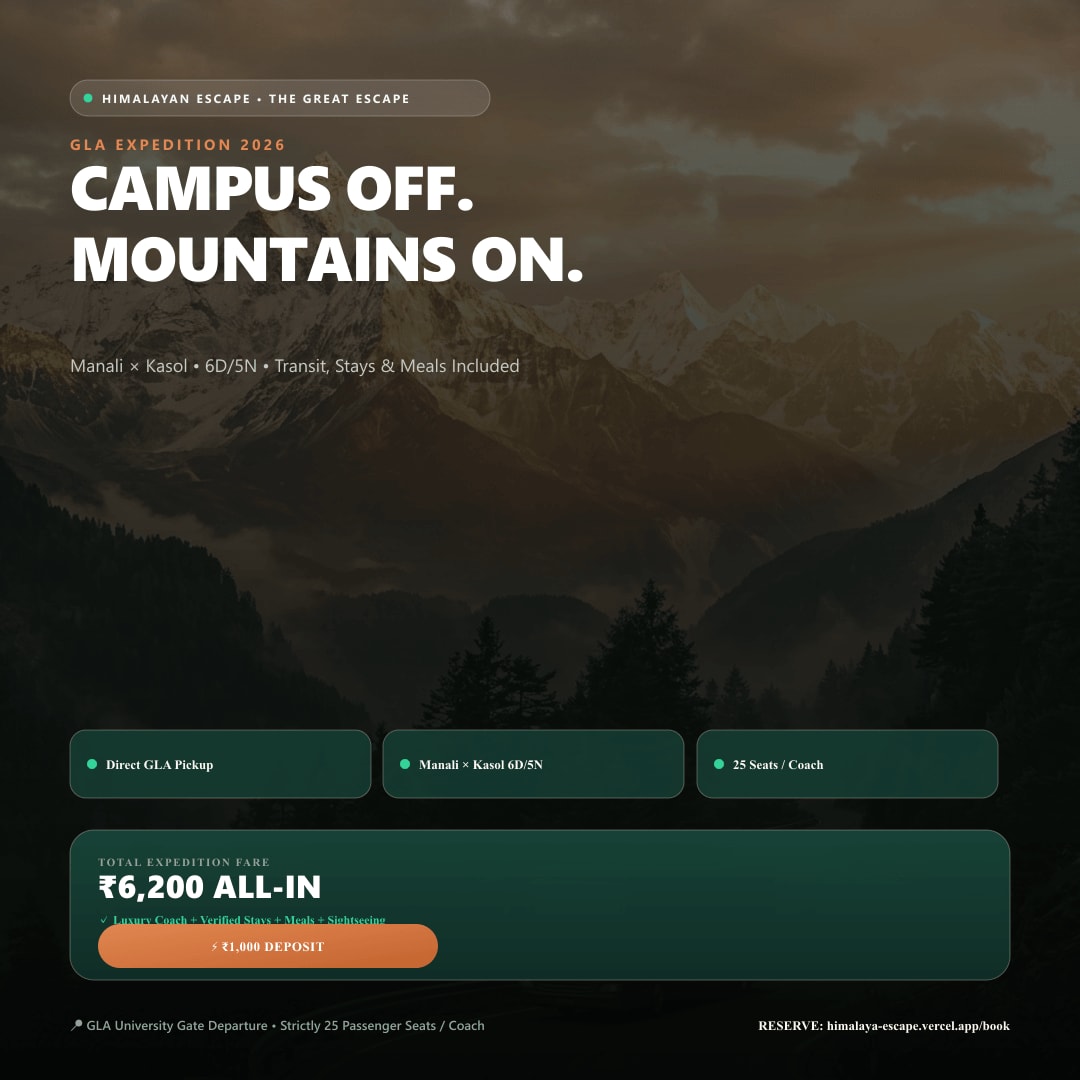 HIMALAYAN ESCAPE • THE GREAT ESCAPE
GLA EXPEDITION 2026
CAMPUS OFF.
MOUNTAINS ON.
Manali × Kasol • 6D/5N • Transit, Stays & Meals Included
Direct GLA Pickup
Manali × Kasol 6D/5N
25 Seats / Coach
TOTAL EXPEDITION FARE
₹6,200 ALL-IN
✓ Luxury Coach + Verified Stays + Meals + Sightseeing
⚡ ₹1,000 DEPOSIT
📍 GLA University Gate Departure • Strictly 25 Passenger Seats / Coach
RESERVE: himalaya-escape.vercel.app/book